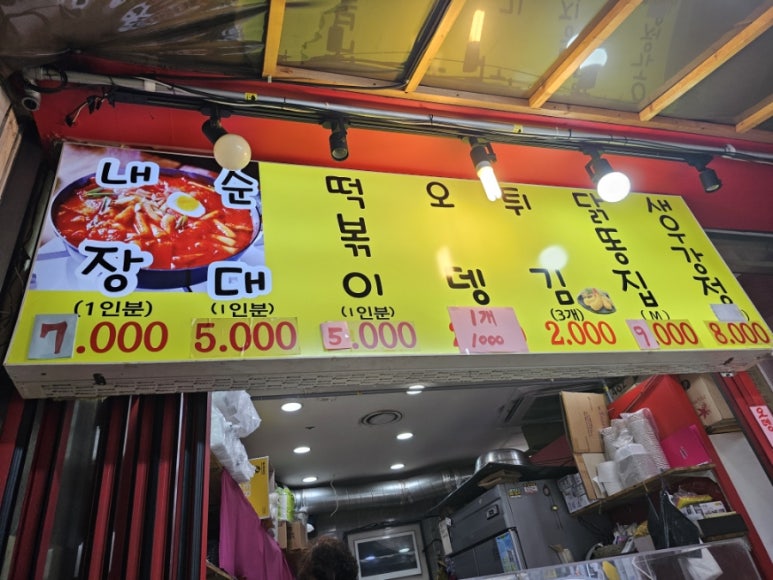 내장
(1인분)
7.000
순대
(1인분)
5.000
떡볶이
(1인분)
5.000
오뎅
1개
1000
튀김
(3개)
2.000
닭똥집
(M)
9.000
새우강정
8.000